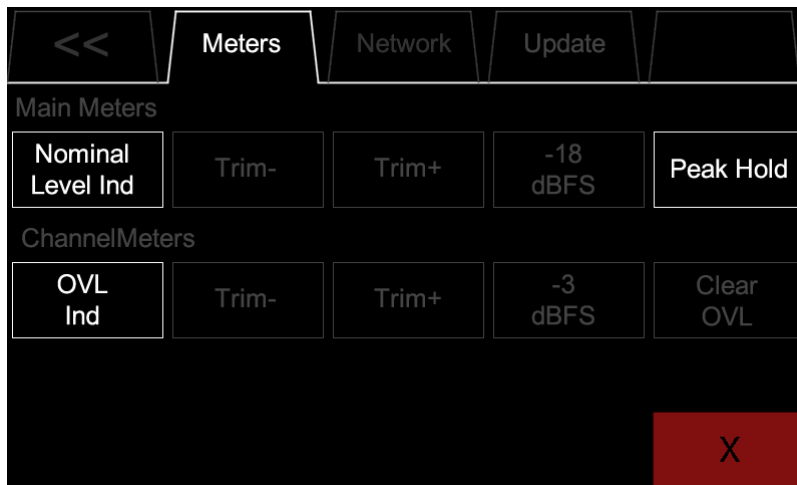 << Meters Network Update
Main Meters
Nominal
Level Ind
Trim-
Trim+
-18
dBFS
Peak Hold
ChannelMeters
OVL
Ind
Trim-
Trim+
-3
dBFS
Clear
OVL
X